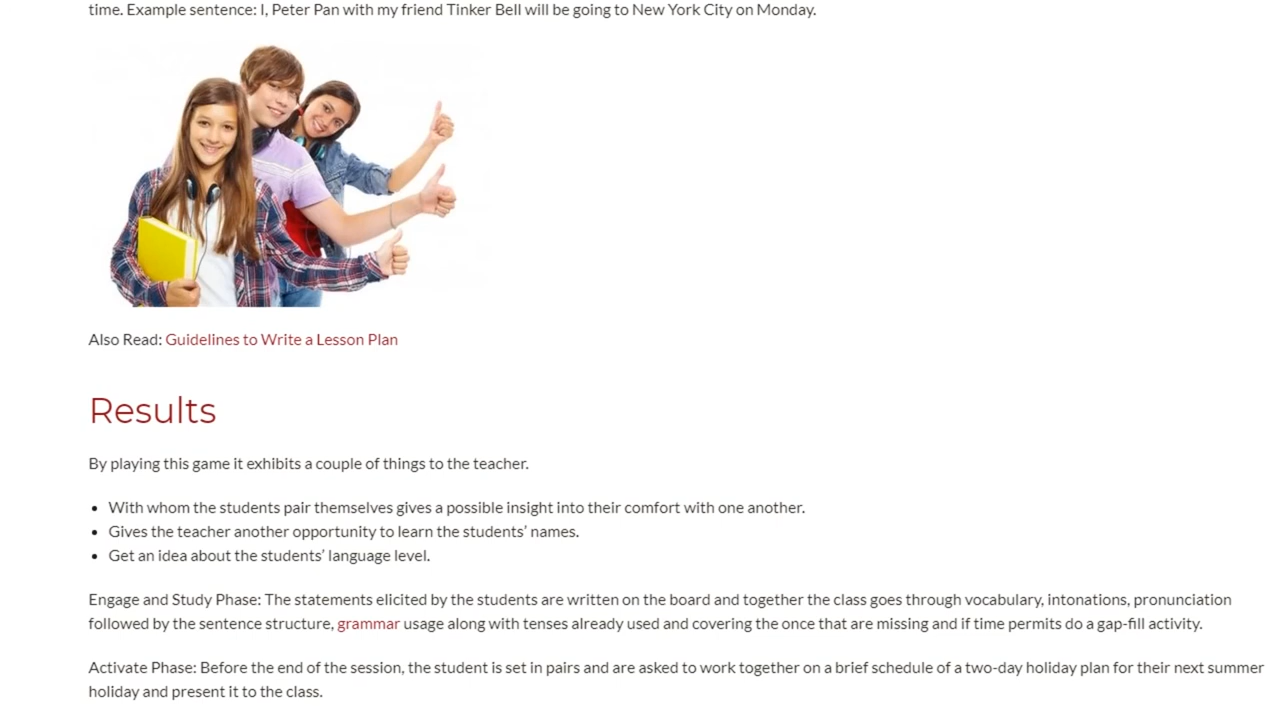 time. Example sentence: I, Peter Pan with my friend Tinker Bell will be going to New York City on Monday.
Also Read: Guidelines to Write a Lesson Plan
Results
By playing this game it exhibits a couple of things to the teacher.
• With whom the students pair themselves gives a possible insight into their comfort with one another.
• Gives the teacher another opportunity to learn the students’ names.
• Get an idea about the students’ language level.
Engage and Study Phase: The statements elicited by the students are written on the board and together the class goes through vocabulary, intonations, pronunciation
followed by the sentence structure, grammar usage along with tenses already used and covering the once that are missing and if time permits do a gap-fill activity.
Activate Phase: Before the end of the session, the student is set in pairs and are asked to work together on a brief schedule of a two-day holiday plan for their next summer
holiday and present it to the class.